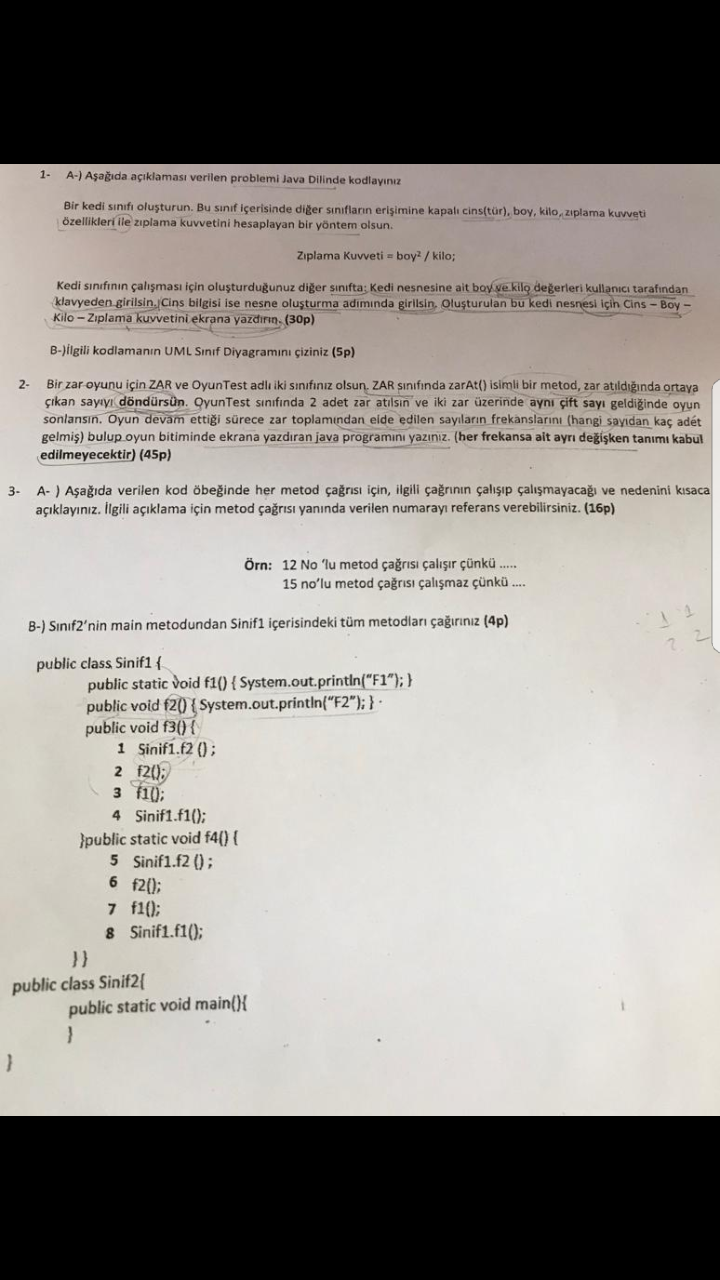 1- A-) Aşağıda açıklaması verilen problemi Java Dilinde kodlayınız
Bir kedi sınıfı oluşturun. Bu sınıf içerisinde diğer sınıfların erişimine kapalı cins(tür), boy, kilo, zıplama kuvveti
özellikleri ile zıplama kuvvetini hesaplayan bir yöntem olsun.
Zıplama Kuvveti = boy² / kilo;
Kedi sınıfının çalışması için oluşturduğunuz diğer sınıfta; Kedi nesnesine ait boy ve kilo değerleri kullanıcı tarafından
klavyeden girilsin. Cins bilgisi ise nesne oluşturma adımında girilsin. Oluşturulan bu kedi nesnesi için Cins – Boy –
Kilo – Zıplama kuvvetini ekrana yazdırın. (30p)
B-)İlgili kodlamanın UML Sınıf Diyagramını çiziniz (5p)
2- Bir zar oyunu için ZAR ve OyunTest adlı iki sınıfınız olsun. ZAR sınıfında zarAt() isimli bir metod, zar atıldığında ortaya
çıkan sayıyı döndürsün. OyunTest sınıfında 2 adet zar atılsın ve iki zar üzerinde aynı çift sayı geldiğinde oyun
sonlansın. Oyun devam ettiği sürece zar toplamından elde edilen sayıların frekanslarını (hangi sayıdan kaç adet
gelmiş) bulup oyun bitiminde ekrana yazdıran java programını yazınız. (her frekansa ait ayrı değişken tanımı kabul
edilmeyecektir) (45p)
3- A- ) Aşağıda verilen kod öbeğinde her metod çağrısı için, ilgili çağrının çalışıp çalışmayacağı ve nedenini kısaca
açıklayınız. İlgili açıklama için metod çağrısı yanında verilen numarayı referans verebilirsiniz. (16p)
Örn: 12 No 'lu metod çağrısı çalışır çünkü .....
15 no'lu metod çağrısı çalışmaz çünkü ....
B-) Sınıf2'nin main metodundan Sinif1 içerisindeki tüm metodları çağırınız (4p)
1 1
2 2
public class Sinif1 {
public static void f1() { System.out.println("F1"); }
public void f2() { System.out.println("F2"); }
public void f3() {
1 Sinif1.f2 () ;
2 f2();
3 f1();
4 Sinif1.f1();
}public static void f4() {
5 Sinif1.f2 () ;
6 f2();
7 f1();
8 Sinif1.f1();
}}
public class Sinif2{
public static void main(){
}
}